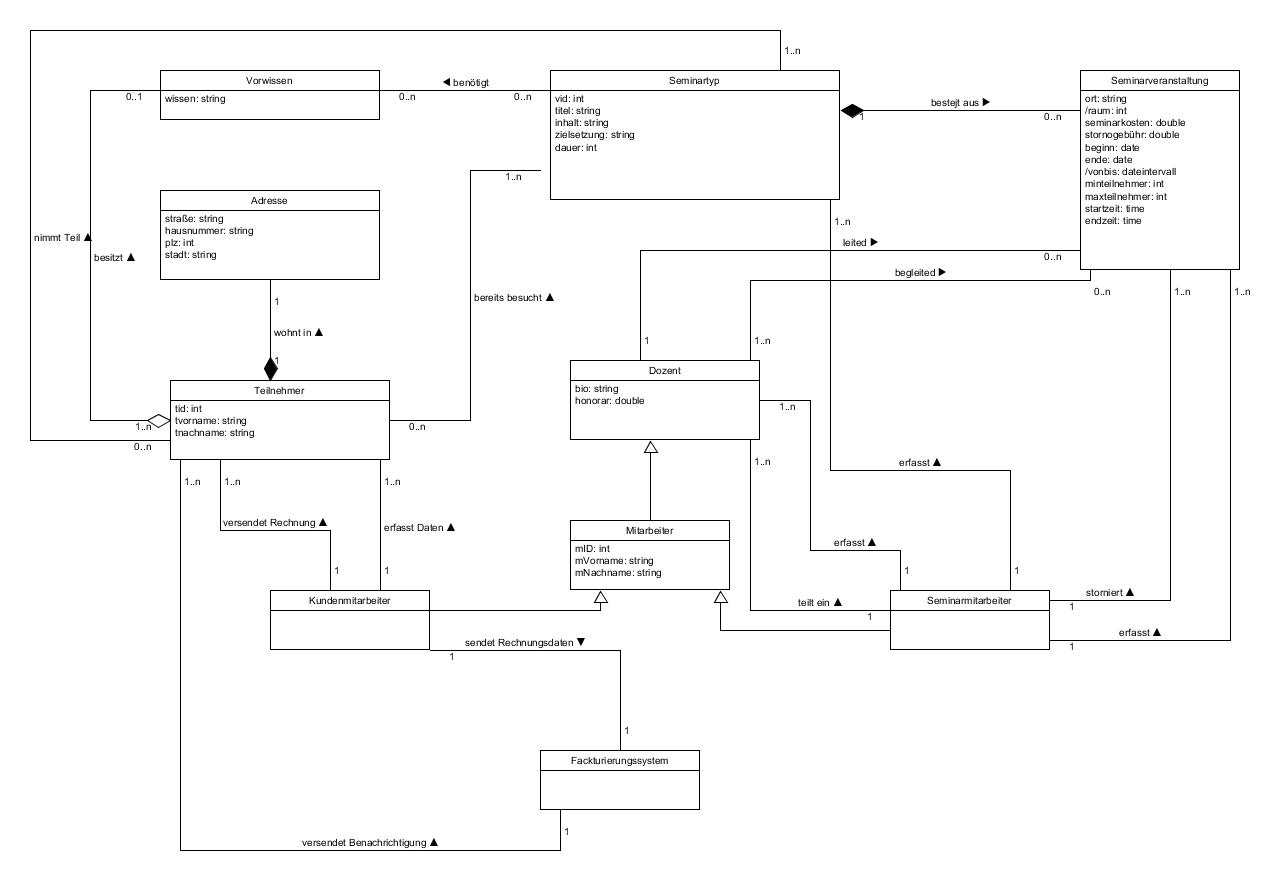 1..n
Vorwissen
wissen: string
0..1
0..n
◀ benötigt
0..n
Seminartyp
vid: int
titel: string
inhalt: string
zielsetzung: string
dauer: int
1
bestejt aus ▶
0..n
Seminarveranstaltung
ort: string
/raum: int
seminarkosten: double
stornogebühr: double
beginn: date
ende: date
/vonbis: dateintervall
minteilnehmer: int
maxteilnehmer: int
startzeit: time
endzeit: time
1..n
Adresse
straße: string
hausnummer: string
plz: int
stadt: string
nimmt Teil ▲
besitzt ▲
1..n
leited ▶
0..n
begleited ▶
0..n
1..n
1..n
1
bereits besucht ▲
wohnt in ▲
1
1
1..n
Teilnehmer
tid: int
tvorname: string
tnachname: string
1..n
0..n
0..n
Dozent
bio: string
honorar: double
1..n
1..n
erfasst ▲
1..n
1..n
1..n
versendet Rechnung ▲
erfasst Daten ▲
1
1
Mitarbeiter
mID: int
mVorname: string
mNachname: string
erfasst ▲
1
1
Kundenmitarbeiter
teilt ein ▲
1
Seminarmitarbeiter
storniert ▲
1
erfasst ▲
1
sendet Rechnungsdaten ▼
1
1
Fackturierungssystem
1
versendet Benachrichtigung ▲